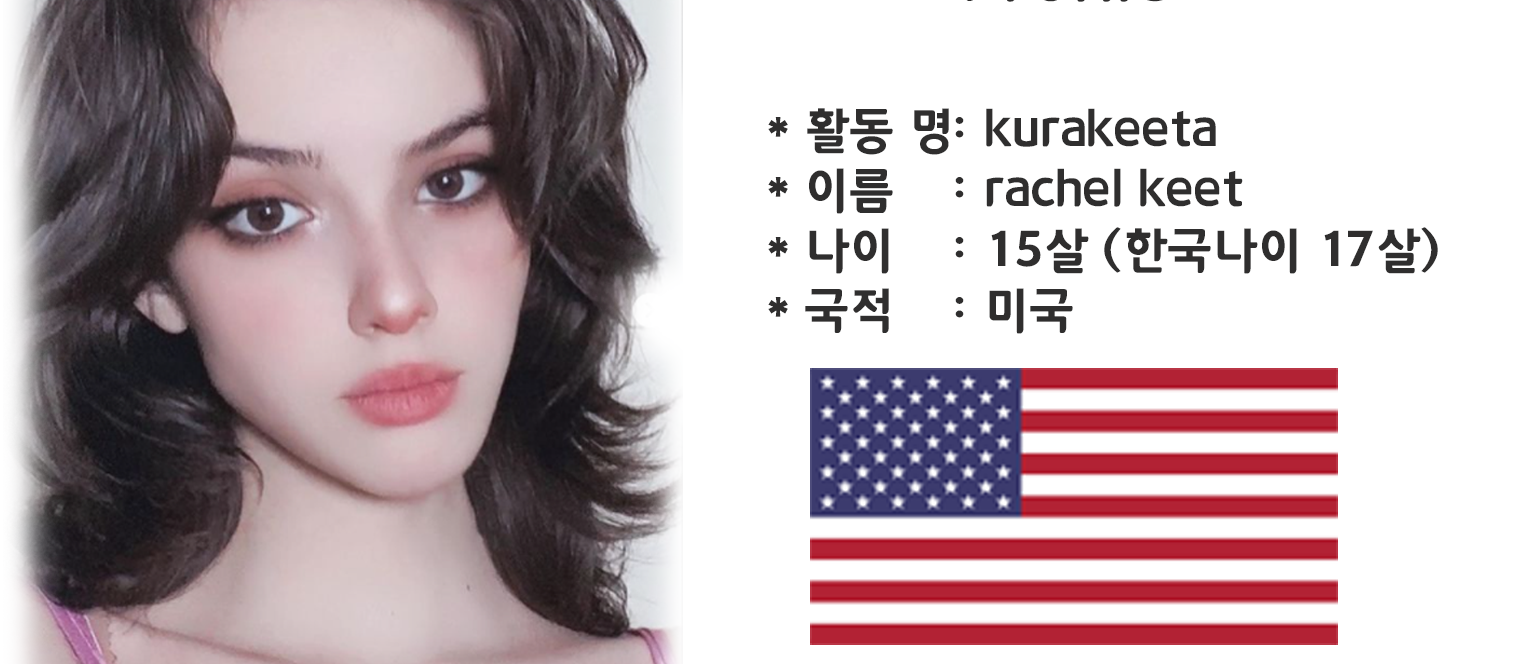 * 활동 명: kurakeeta
* 이름 : rachel keet
* 나이 : 15살 (한국나이 17살)
* 국적 : 미국